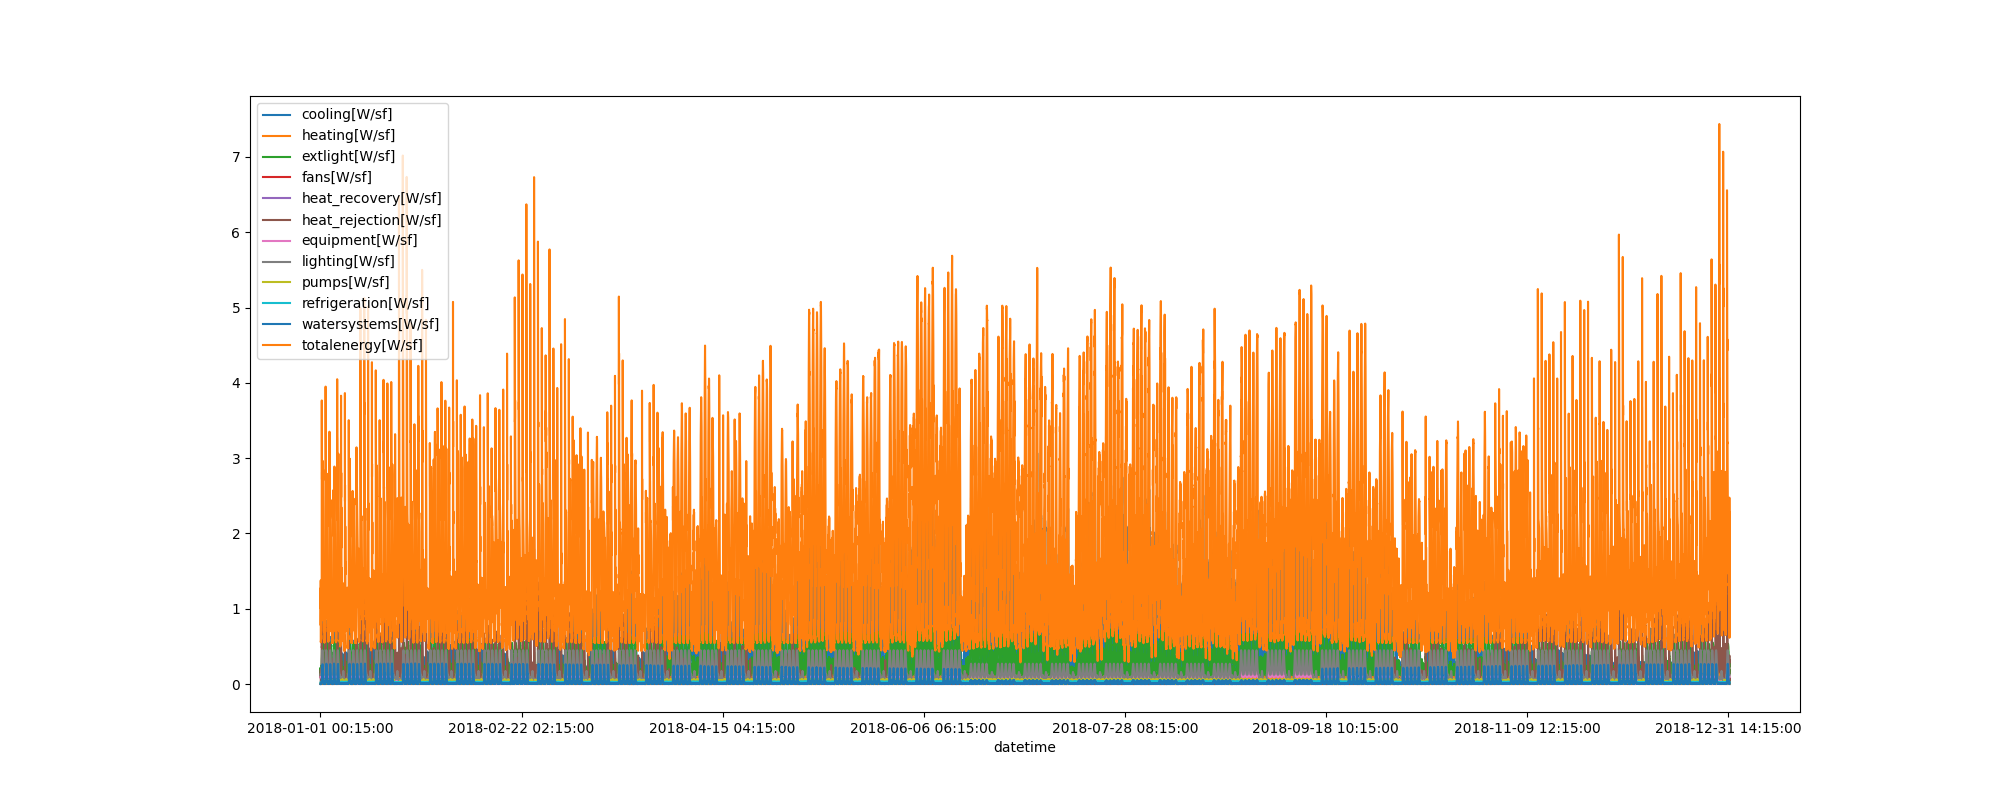 cooling[W/sf]
heating[W/sf]
extlight[W/sf]
fans[W/sf]
heat_recovery[W/sf]
heat_rejection[W/sf]
equipment[W/sf]
lighting[W/sf]
pumps[W/sf]
refrigeration[W/sf]
watersystems[W/sf]
totalenergy[W/sf]
7
6
5
4
3
2
1
0
2018-01-01 00:15:00 2018-02-22 02:15:00 2018-04-15 04:15:00 2018-06-06 06:15:00 2018-07-28 08:15:00 2018-09-18 10:15:00 2018-11-09 12:15:00 2018-12-31 14:15:00
datetime